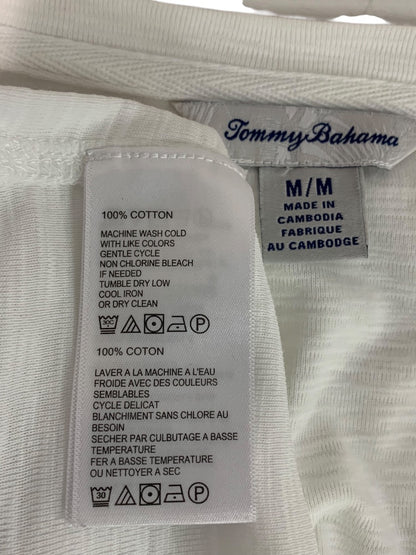 Tommy Bahama
M/M
MADE IN
CAMBODIA
FABRIQUE
AU CAMBODGE
100% COTTON
MACHINE WASH COLD
WITH LIKE COLORS
GENTLE CYCLE
NON CHLORINE BLEACH
IF NEEDED
TUMBLE DRY LOW
COOL IRON
OR DRY CLEAN
30 P
100% COTTON
LAVER A LA MACHINE A L'EAU
FROIDE AVEC DES COULEURS
SEMBLABLES
CYCLE DELICAT
BLANCHIMENT SANS CHLORE AU
BESOIN
SECHER PAR CULBUTAGE A BASSE
TEMPERATURE
FER A BASSE TEMPERATURE
OU NETTOYER A SEC
30 P